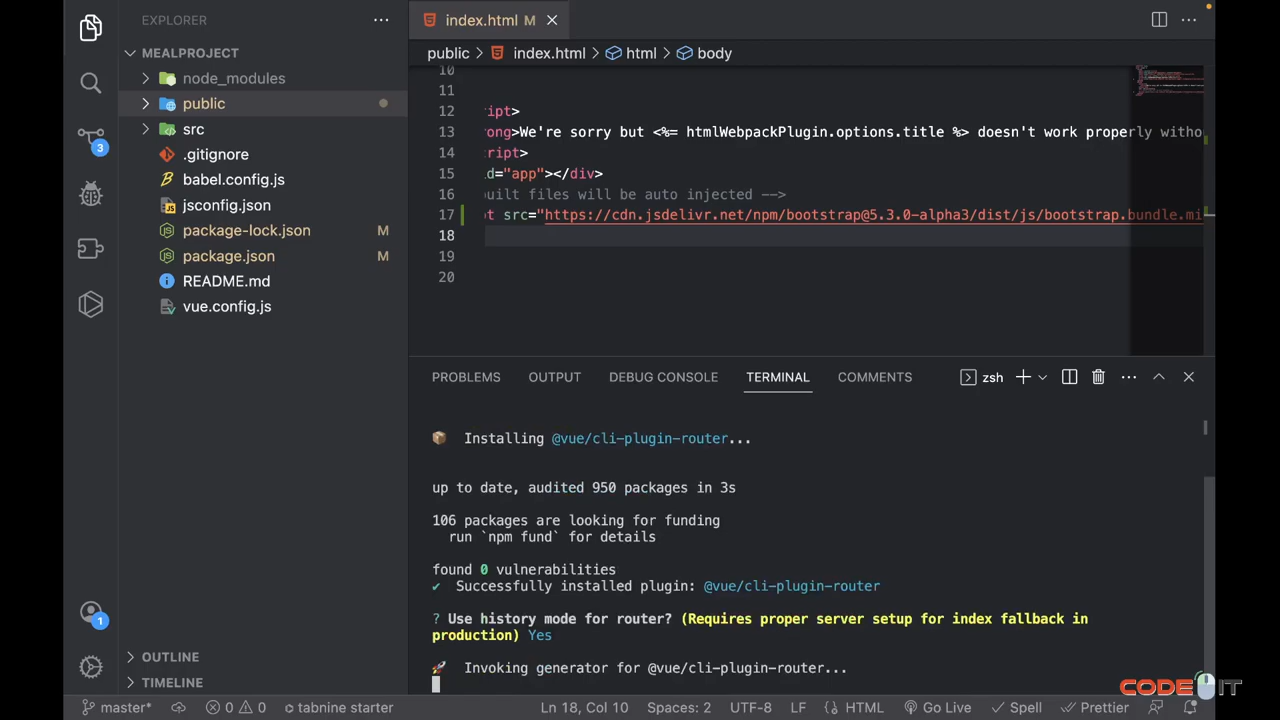 EXPLORER
MEALPROJECT
node_modules
public
src
.gitignore
babel.config.js
jsconfig.json
package-lock.json M
package.json M
README.md
vue.config.js
OUTLINE
TIMELINE
3
1
index.html M
public > index.html > html > body
10
11
12 ript>
13 rong>We're sorry but <%= htmlWebpackPlugin.options.title %> doesn't work properly witho
14 cript>
15 d="app"></div>
16 uilt files will be auto injected -->
17 pt src="https://cdn.jsdelivr.net/npm/bootstrap@5.3.0-alpha3/dist/js/bootstrap.bundle.mi
18
19
20
PROBLEMS OUTPUT DEBUG CONSOLE TERMINAL COMMENTS zsh
Installing @vue/cli-plugin-router...
up to date, audited 950 packages in 3s
106 packages are looking for funding
run `npm fund` for details
found 0 vulnerabilities
✔ Successfully installed plugin: @vue/cli-plugin-router
? Use history mode for router? (Requires proper server setup for index fallback in
production) Yes
🚀 Invoking generator for @vue/cli-plugin-router...
CODE IT
master* 0 0 tabnine starter Ln 18, Col 10 Spaces: 2 UTF-8 LF HTML Go Live Spell Prettier